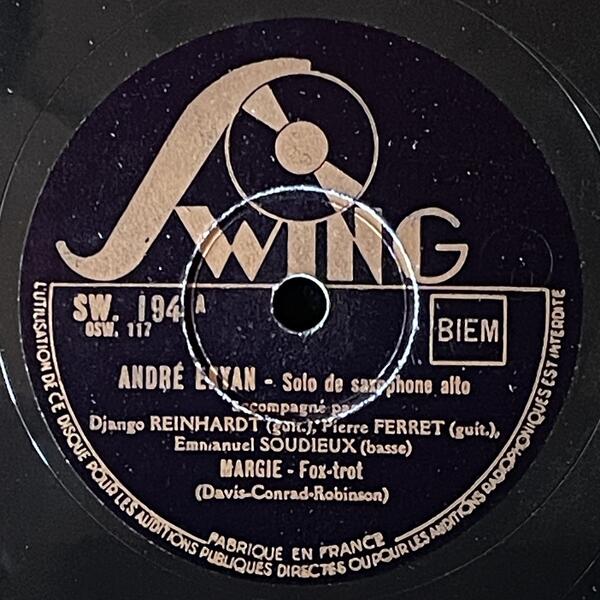 SWING
SW. 194 A
OSW. 117
BIEM
ANDRÉ EKYAN - Solo de saxophone alto
Accompagné par
Django REINHARDT (guit.), Pierre FERRET (guit.),
Emmanuel SOUDIEUX (basse)
MARGIE - Fox-trot
(Davis-Conrad-Robinson)
FABRIQUÉ EN FRANCE
L'UTILISATION DE CE DISQUE POUR LES AUDITIONS PUBLIQUES DIRECTES OU POUR LES AUDITIONS RADIOPHONIQUES EST INTERDITE